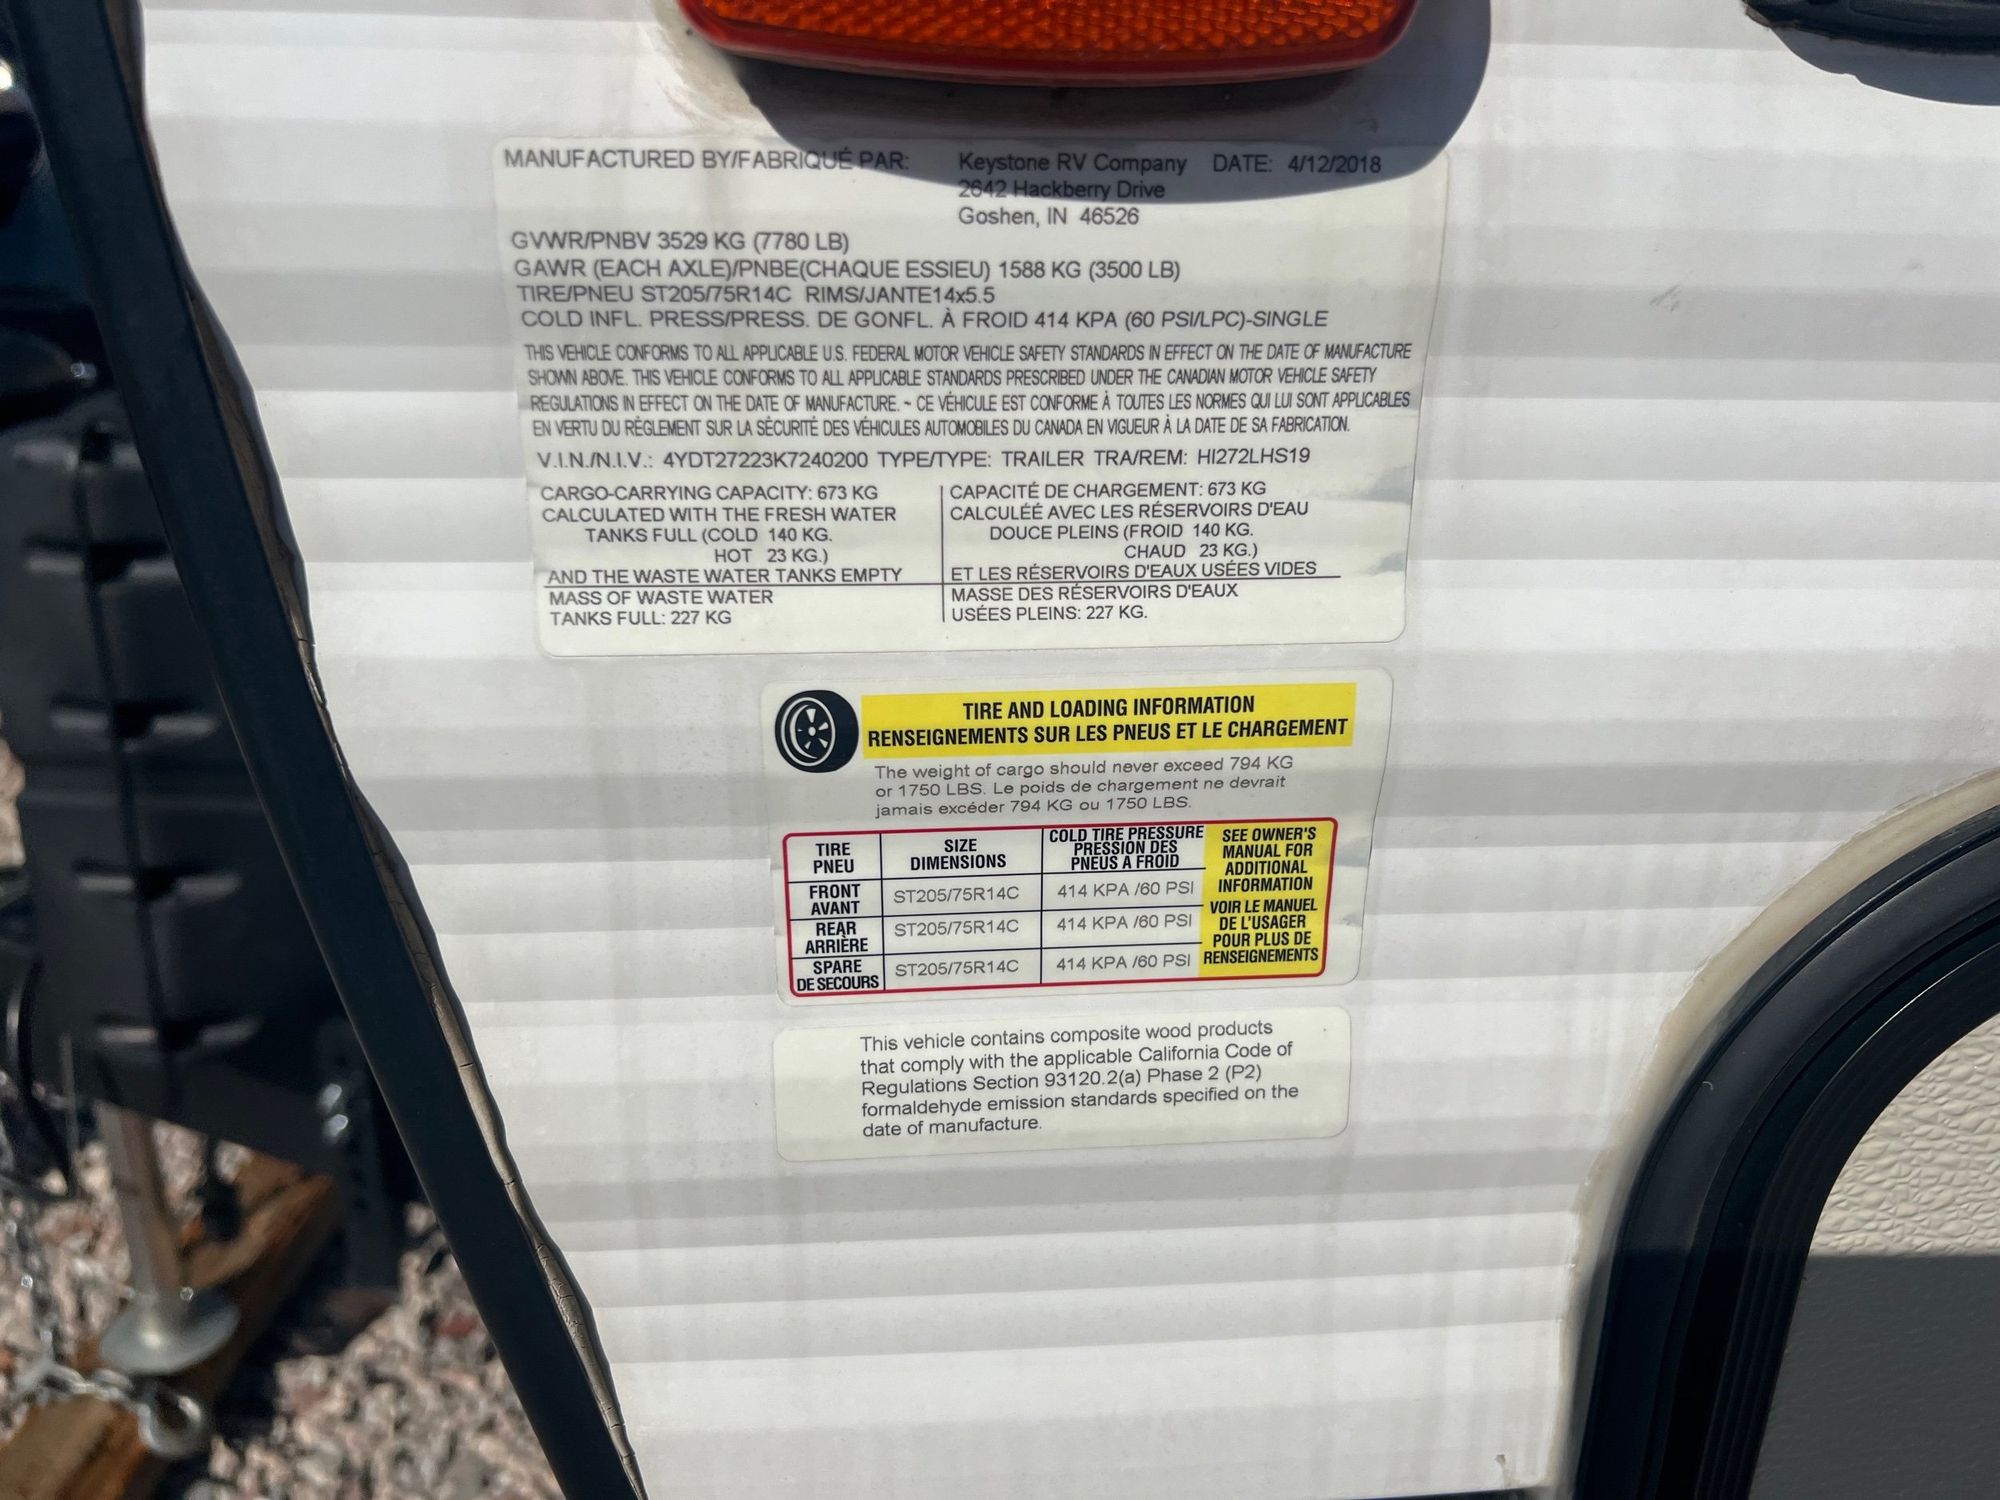 MANUFACTURED BY/FABRIQUÉ PAR: Keystone RV Company DATE: 4/12/2018
2642 Hackberry Drive
Goshen, IN 46526
GVWR/PNBV 3529 KG (7780 LB)
GAWR (EACH AXLE)/PNBE(CHAQUE ESSIEU) 1588 KG (3500 LB)
TIRE/PNEU ST205/75R14C RIMS/JANTE14x5.5
COLD INFL. PRESS/PRESS. DE GONFL. À FROID 414 KPA (60 PSI/LPC)-SINGLE
THIS VEHICLE CONFORMS TO ALL APPLICABLE U.S. FEDERAL MOTOR VEHICLE SAFETY STANDARDS IN EFFECT ON THE DATE OF MANUFACTURE
SHOWN ABOVE. THIS VEHICLE CONFORMS TO ALL APPLICABLE STANDARDS PRESCRIBED UNDER THE CANADIAN MOTOR VEHICLE SAFETY
REGULATIONS IN EFFECT ON THE DATE OF MANUFACTURE. ~ CE VÉHICULE EST CONFORME À TOUTES LES NORMES QUI LUI SONT APPLICABLES
EN VERTU DU RÈGLEMENT SUR LA SÉCURITÉ DES VÉHICULES AUTOMOBILES DU CANADA EN VIGUEUR À LA DATE DE SA FABRICATION.
V.I.N./N.I.V.: 4YDT27223K7240200 TYPE/TYPE: TRAILER TRA/REM: HI272LHS19
CARGO-CARRYING CAPACITY: 673 KG
CALCULATED WITH THE FRESH WATER
TANKS FULL (COLD 140 KG.
HOT 23 KG.)
AND THE WASTE WATER TANKS EMPTY
MASS OF WASTE WATER
TANKS FULL: 227 KG
CAPACITÉ DE CHARGEMENT: 673 KG
CALCULÉÉ AVEC LES RÉSERVOIRS D'EAU
DOUCE PLEINS (FROID 140 KG.
CHAUD 23 KG.)
ET LES RÉSERVOIRS D'EAUX USÉES VIDES
MASSE DES RÉSERVOIRS D'EAUX
USÉES PLEINS: 227 KG.
TIRE AND LOADING INFORMATION
RENSEIGNEMENTS SUR LES PNEUS ET LE CHARGEMENT
The weight of cargo should never exceed 794 KG
or 1750 LBS. Le poids de chargement ne devrait
jamais excéder 794 KG ou 1750 LBS.
TIRE
PNEU
SIZE
DIMENSIONS
COLD TIRE PRESSURE
PRESSION DES
PNEUS A FROID
FRONT
AVANT
ST205/75R14C
414 KPA /60 PSI
REAR
ARRIÈRE
ST205/75R14C
414 KPA /60 PSI
SPARE
DE SECOURS
ST205/75R14C
414 KPA /60 PSI
SEE OWNER'S
MANUAL FOR
ADDITIONAL
INFORMATION
VOIR LE MANUEL
DE L'USAGER
POUR PLUS DE
RENSEIGNEMENTS
This vehicle contains composite wood products
that comply with the applicable California Code of
Regulations Section 93120.2(a) Phase 2 (P2)
formaldehyde emission standards specified on the
date of manufacture.